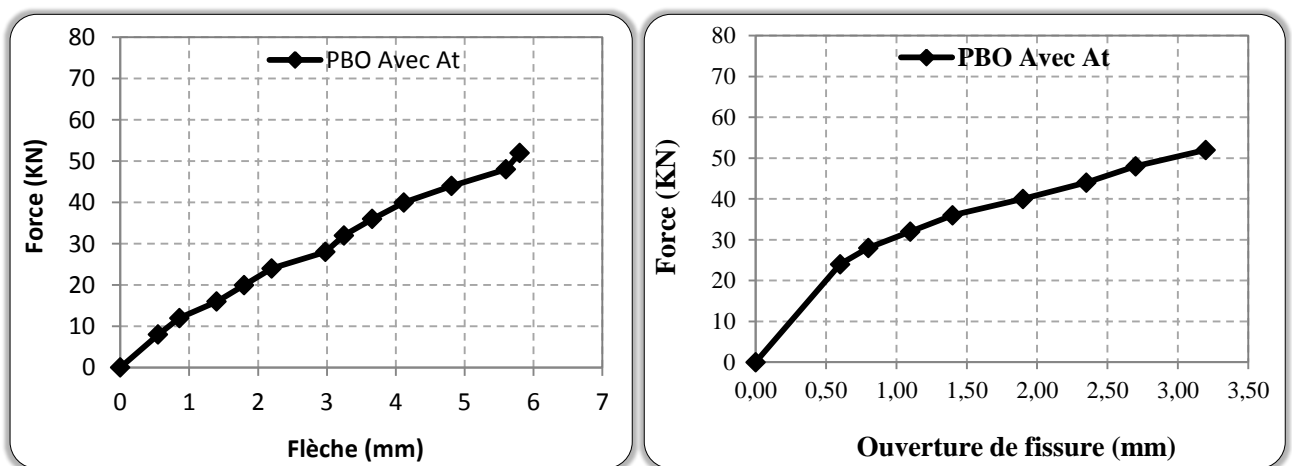 PBO Avec At
80
70
60
50
40
30
20
10
0
Force (KN)
0 1 2 3 4 5 6 7
Flèche (mm)
PBO Avec At
80
70
60
50
40
30
20
10
0
Force (KN)
0,00 0,50 1,00 1,50 2,00 2,50 3,00 3,50
Ouverture de fissure (mm)